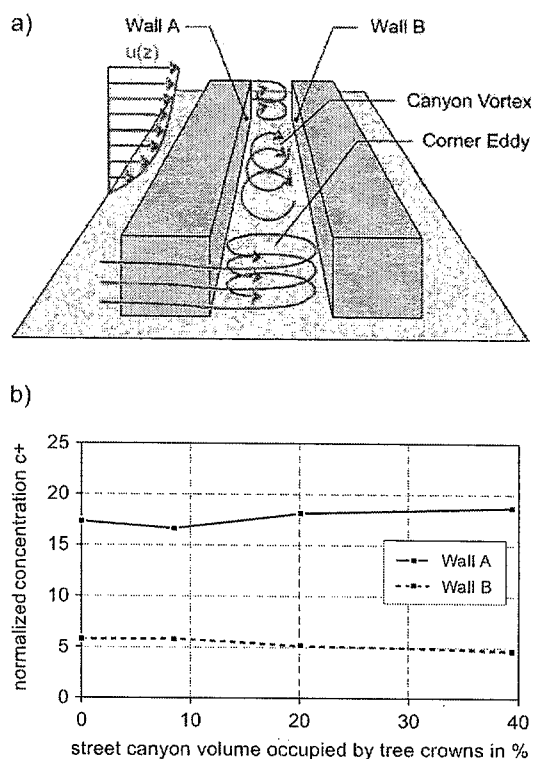 a)
Wall A
Wall B
u(z)
Canyon Vortex
Corner Eddy
b)
normalized concentration c+
25
20
15
10
5
0
Wall A
Wall B
0 10 20 30 40
street canyon volume occupied by tree crowns in %